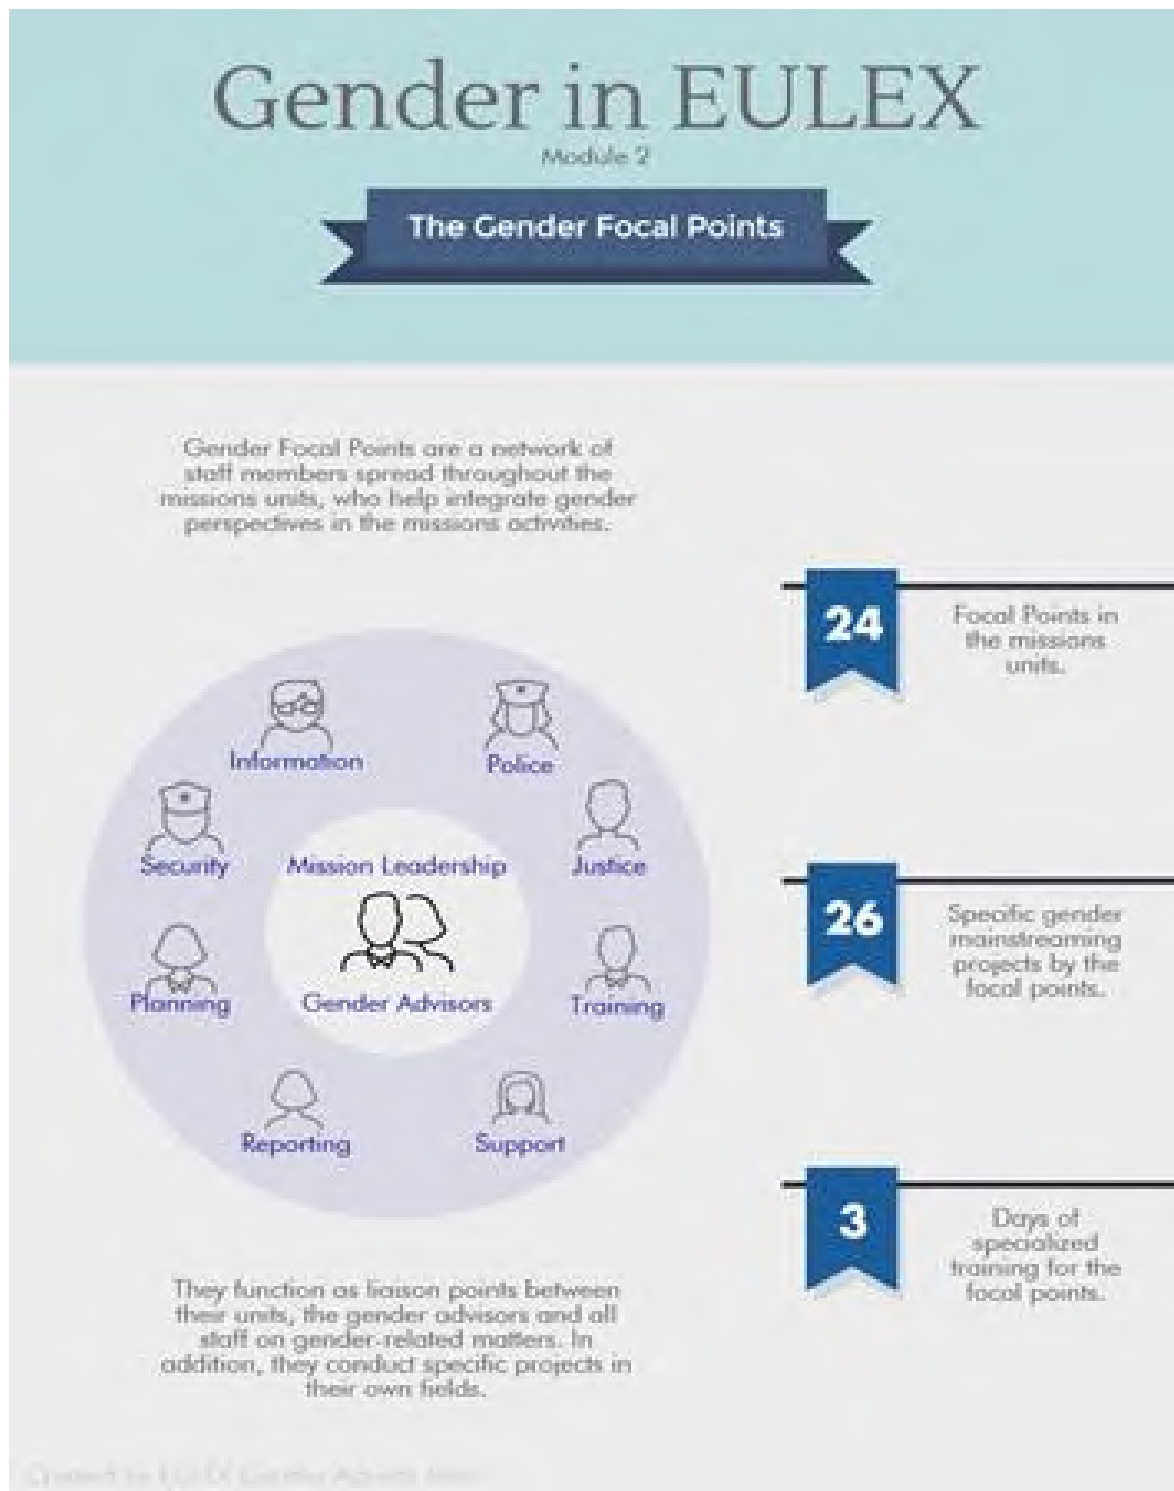 Gender in EULEX
Module 2
The Gender Focal Points
Gender Focal Points are a network of
staff members spread throughout the
missions units, who help integrate gender
perspectives in the missions activities.
24
Focal Points in
the missions
units.
Information
Police
Security
Mission Leadership
Justice
26
Specific gender
mainstreaming
projects by the
focal points.
Planning
Gender Advisors
Training
Reporting
Support
3
Days of
specialized
training for the
focal points.
They function as liaison points between
their units, the gender advisors and all
staff on gender-related matters. In
addition, they conduct specific projects in
their own fields.
Created by EULEX Gender